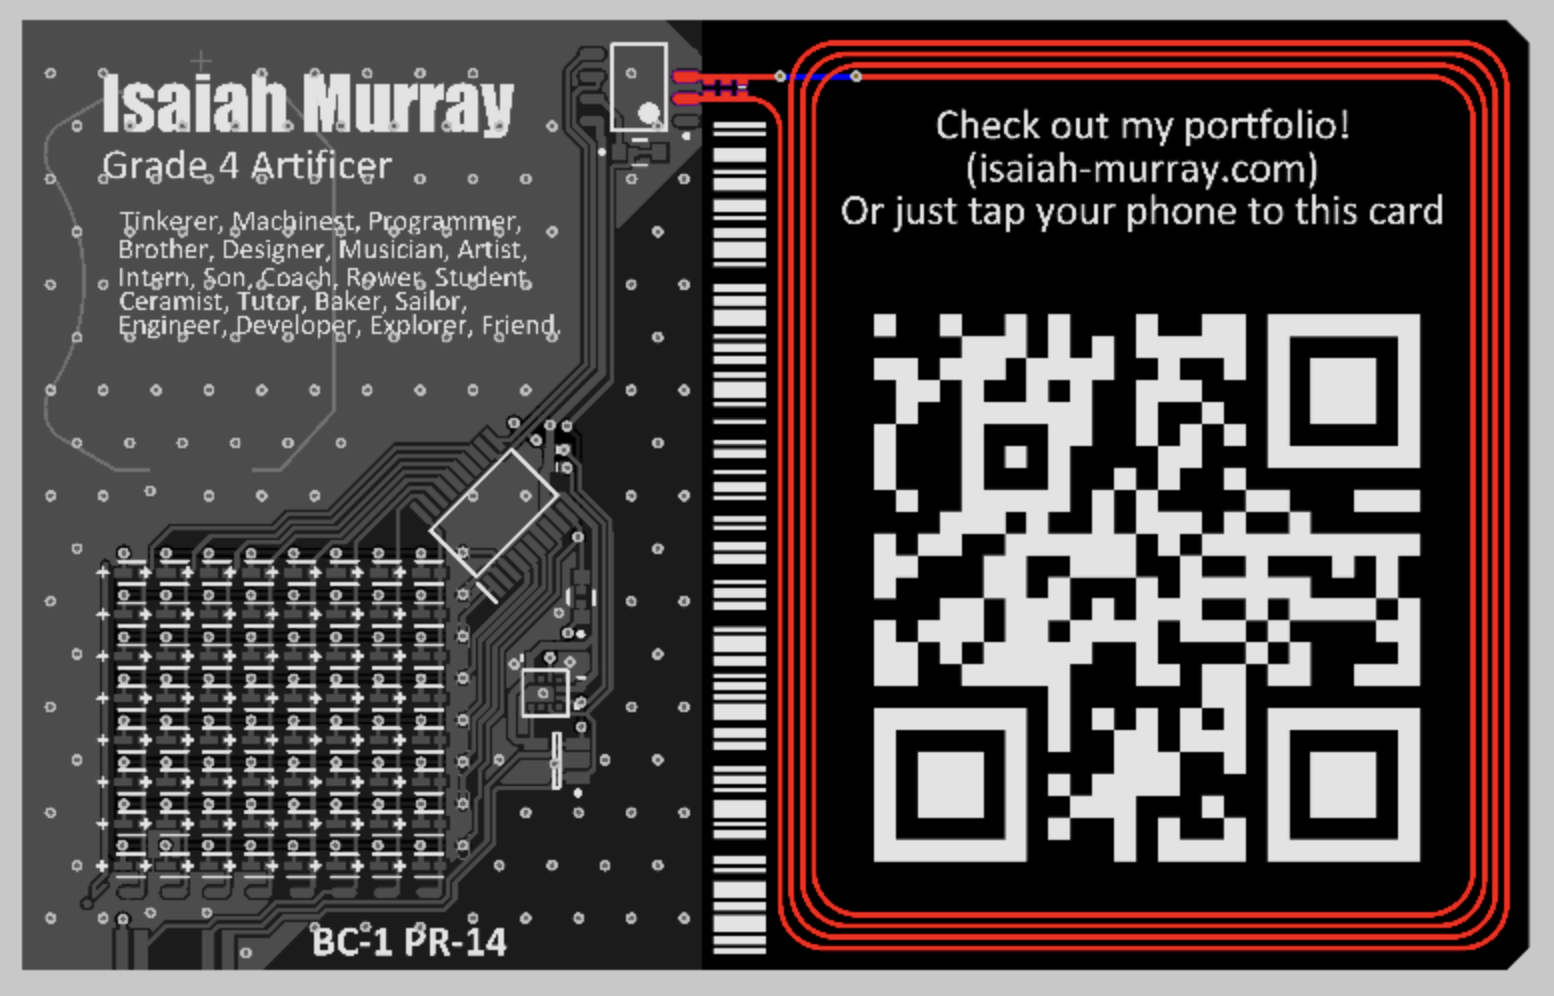 Isaiah Murray
Grade 4 Artificer
Tinkerer, Machinest, Programmer,
Brother, Designer, Musician, Artist,
Intern, Son, Coach, Rower, Student,
Ceramist, Tutor, Baker, Sailor,
Engineer, Developer, Explorer, Friend,
BC-1 PR-14
Check out my portfolio!
(isaiah-murray.com)
Or just tap your phone to this card